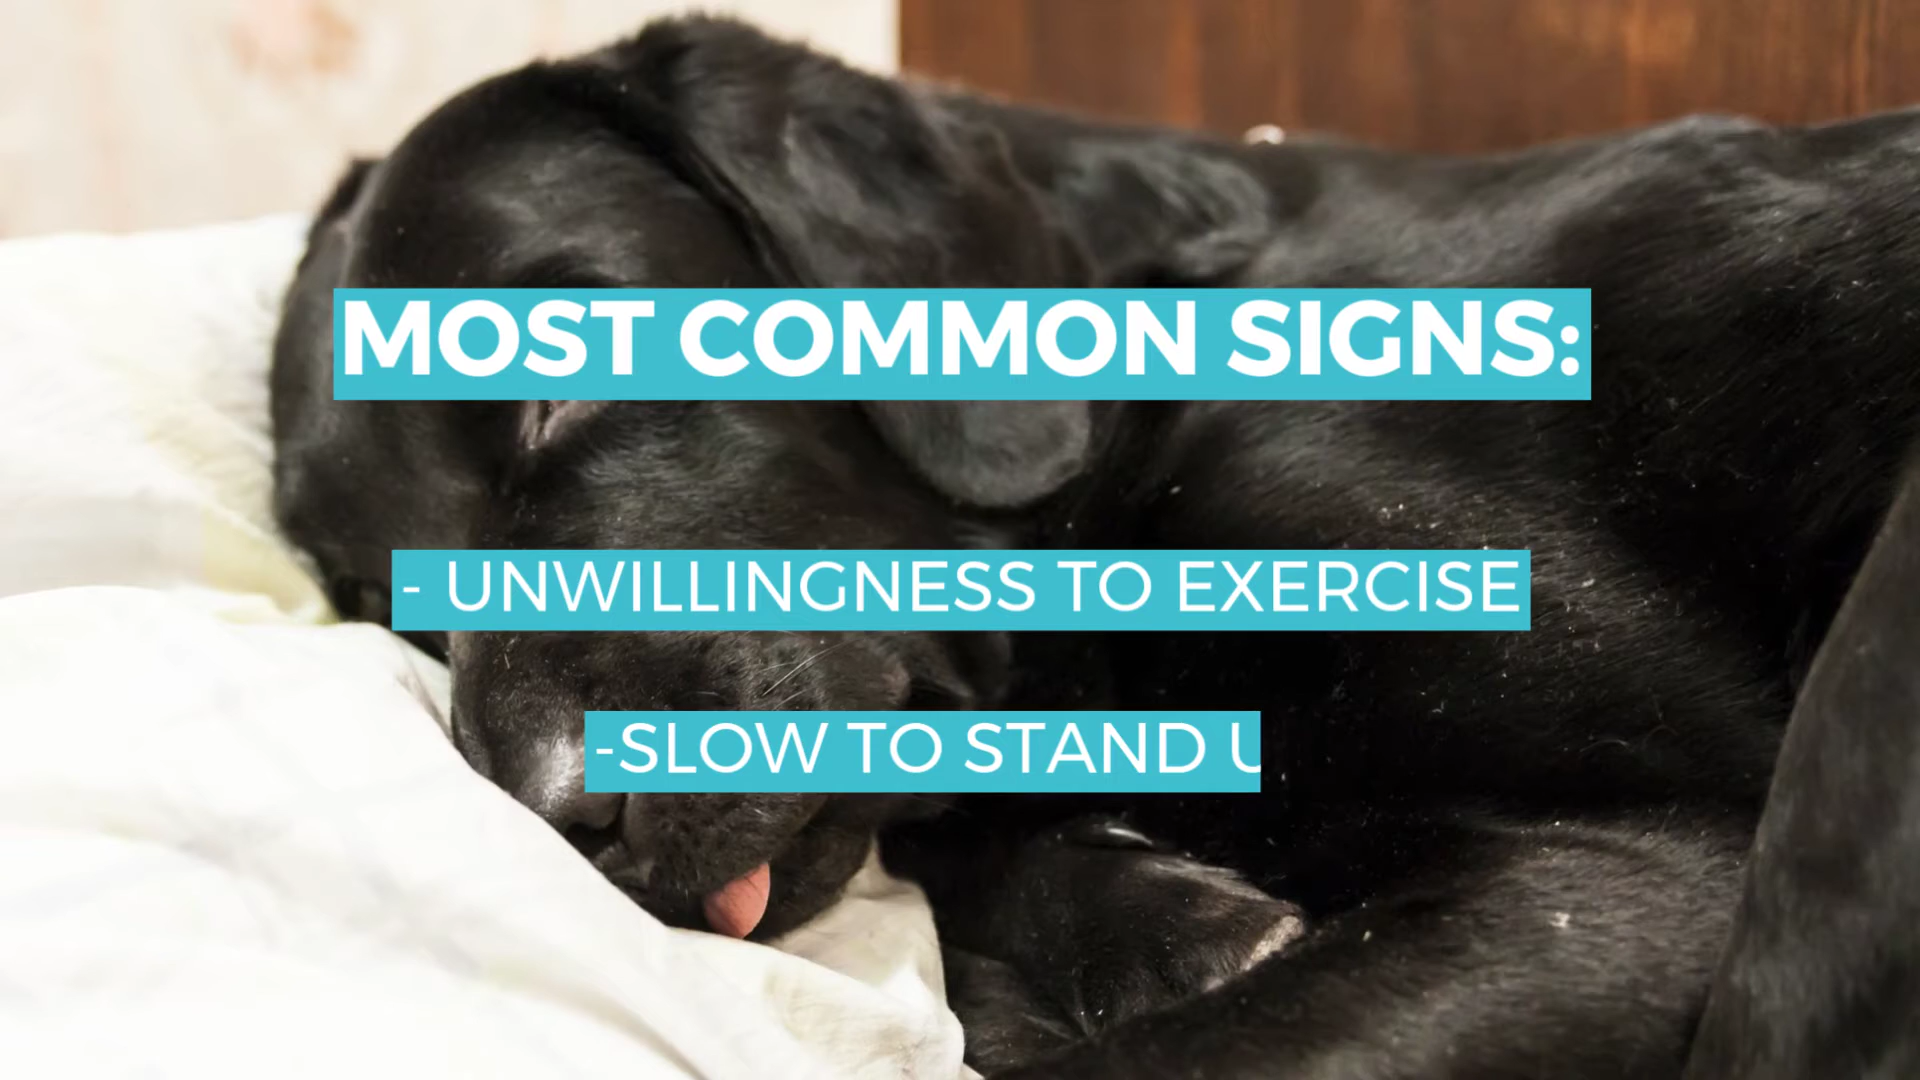 MOST COMMON SIGNS:
- UNWILLINGNESS TO EXERCISE
-SLOW TO STAND